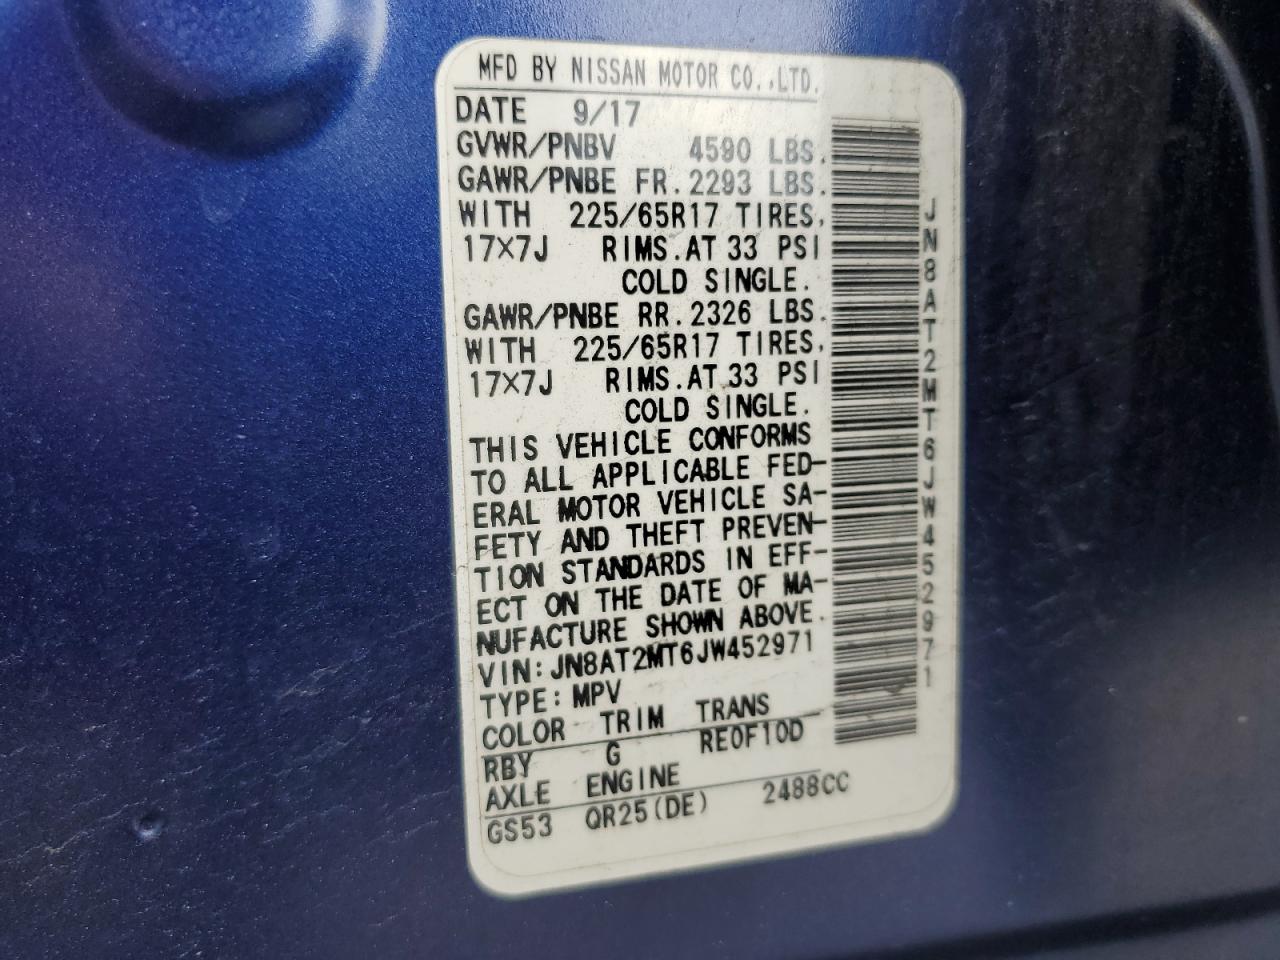 MFD BY NISSAN MOTOR CO.,LTD.
DATE 9/17
GVWR/PNBV 4590 LBS.
GAWR/PNBE FR.2293 LBS.
WITH 225/65R17 TIRES,
17X7J RIMS.AT 33 PSI
COLD SINGLE.
GAWR/PNBE RR.2326 LBS.
WITH 225/65R17 TIRES,
17X7J RIMS.AT 33 PSI
COLD SINGLE.
THIS VEHICLE CONFORMS
TO ALL APPLICABLE FED-
ERAL MOTOR VEHICLE SA-
FETY AND THEFT PREVEN-
TION STANDARDS IN EFF-
ECT ON THE DATE OF MA-
NUFACTURE SHOWN ABOVE.
VIN:JN8AT2MT6JW452971
TYPE:MPV
COLOR TRIM TRANS
RBY G RE0F10D
AXLE ENGINE
GS53 QR25(DE) 2488CC
JN8AT2MT6JW452971